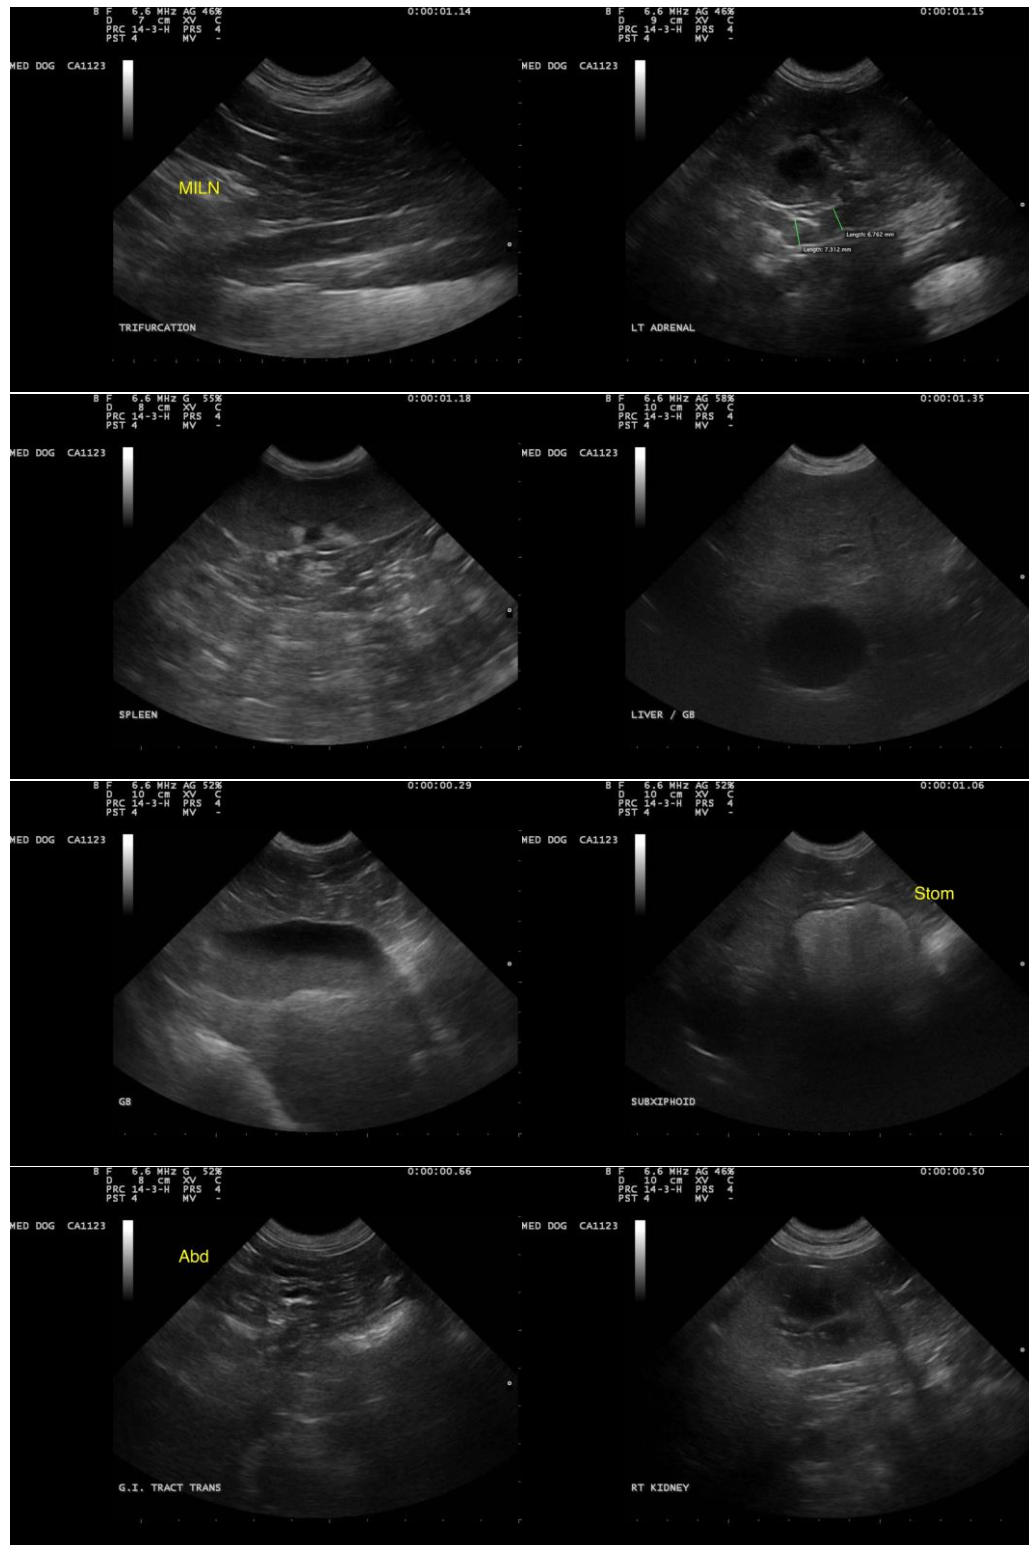 B F 6.6 MHz AG 46% 0:00:01.14
D 7 cm XV C
PRC 14-3-H PRS 4
PST 4 MV -
MED DOG CA1123
MILN
TRIFURCATION
B F 6.6 MHz AG 46% 0:00:01.15
D 9 cm XV C
PRC 14-3-H PRS 4
PST 4 MV -
MED DOG CA1123
Length: 6.762 mm
Length: 7.312 mm
LT ADRENAL
B F 6.6 MHz G 55% 0:00:01.18
D 8 cm XV C
PRC 14-3-H PRS 4
PST 4 MV -
MED DOG CA1123
SPLEEN
B F 6.6 MHz AG 58% 0:00:01.35
D 10 cm XV C
PRC 14-3-H PRS 4
PST 4 MV -
MED DOG CA1123
LIVER / GB
B F 6.6 MHz AG 52% 0:00:00.29
D 10 cm XV C
PRC 14-3-H PRS 4
PST 4 MV -
MED DOG CA1123
GB
B F 6.6 MHz AG 52% 0:00:01.06
D 10 cm XV C
PRC 14-3-H PRS 4
PST 4 MV -
MED DOG CA1123
Stom
SUBXIPHOID
B F 6.6 MHz G 52% 0:00:00.66
D 8 cm XV C
PRC 14-3-H PRS 4
PST 4 MV -
MED DOG CA1123
Abd
G.I. TRACT TRANS
B F 6.6 MHz AG 46% 0:00:00.50
D 10 cm XV C
PRC 14-3-H PRS 4
PST 4 MV -
MED DOG CA1123
RT KIDNEY